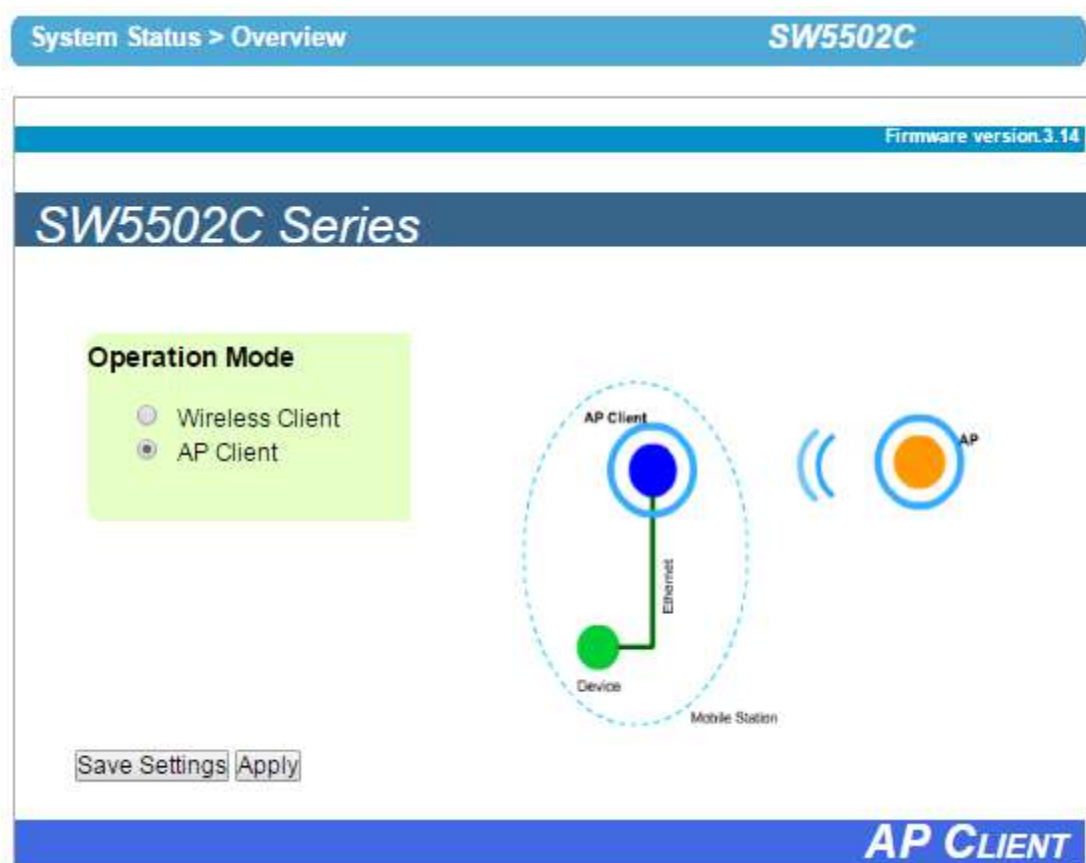 System Status > Overview
SW5502C
Firmware version.3.14
SW5502C Series
Operation Mode
Wireless Client
AP Client
AP Client
AP
Ethernet
Device
Mobile Station
Save Settings Apply
AP CLIENT